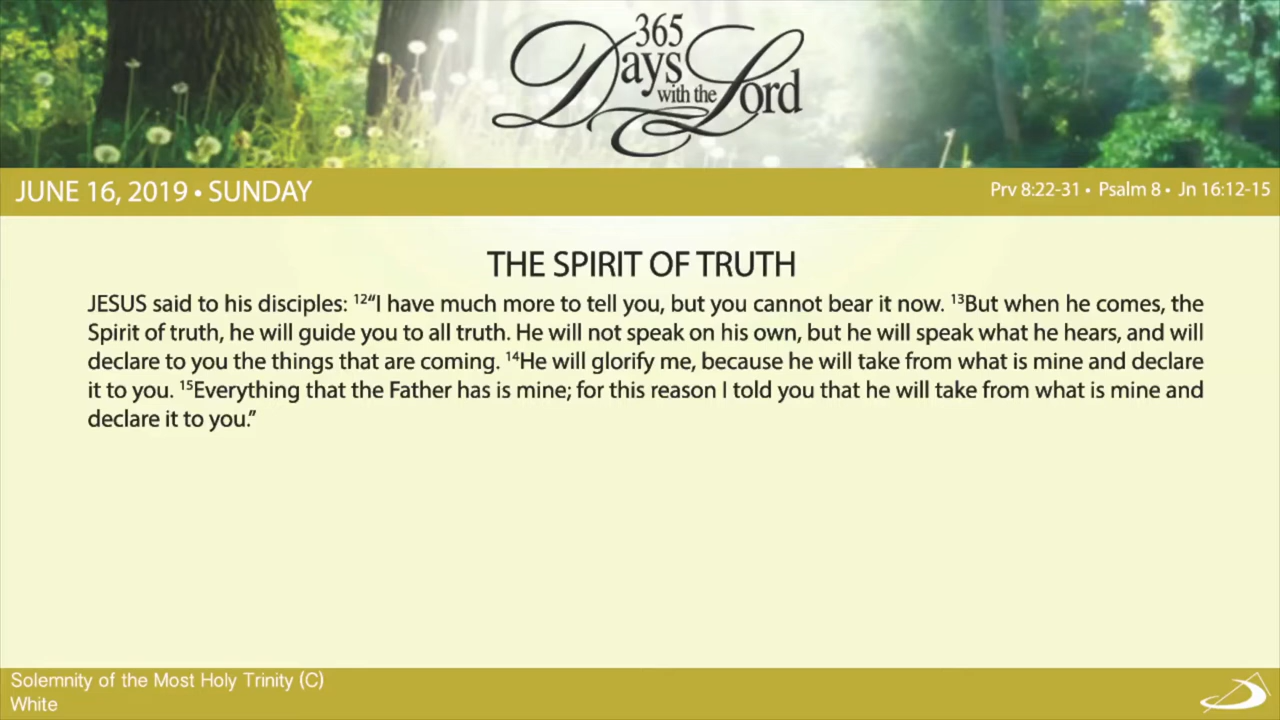 365
Days
with the
Lord
JUNE 16, 2019 • SUNDAY
Prv 8:22-31 • Psalm 8 • Jn 16:12-15
THE SPIRIT OF TRUTH
JESUS said to his disciples: ¹²“I have much more to tell you, but you cannot bear it now. ¹³But when he comes, the
Spirit of truth, he will guide you to all truth. He will not speak on his own, but he will speak what he hears, and will
declare to you the things that are coming. ¹⁴He will glorify me, because he will take from what is mine and declare
it to you. ¹⁵Everything that the Father has is mine; for this reason I told you that he will take from what is mine and
declare it to you.”
Solemnity of the Most Holy Trinity (C)
White